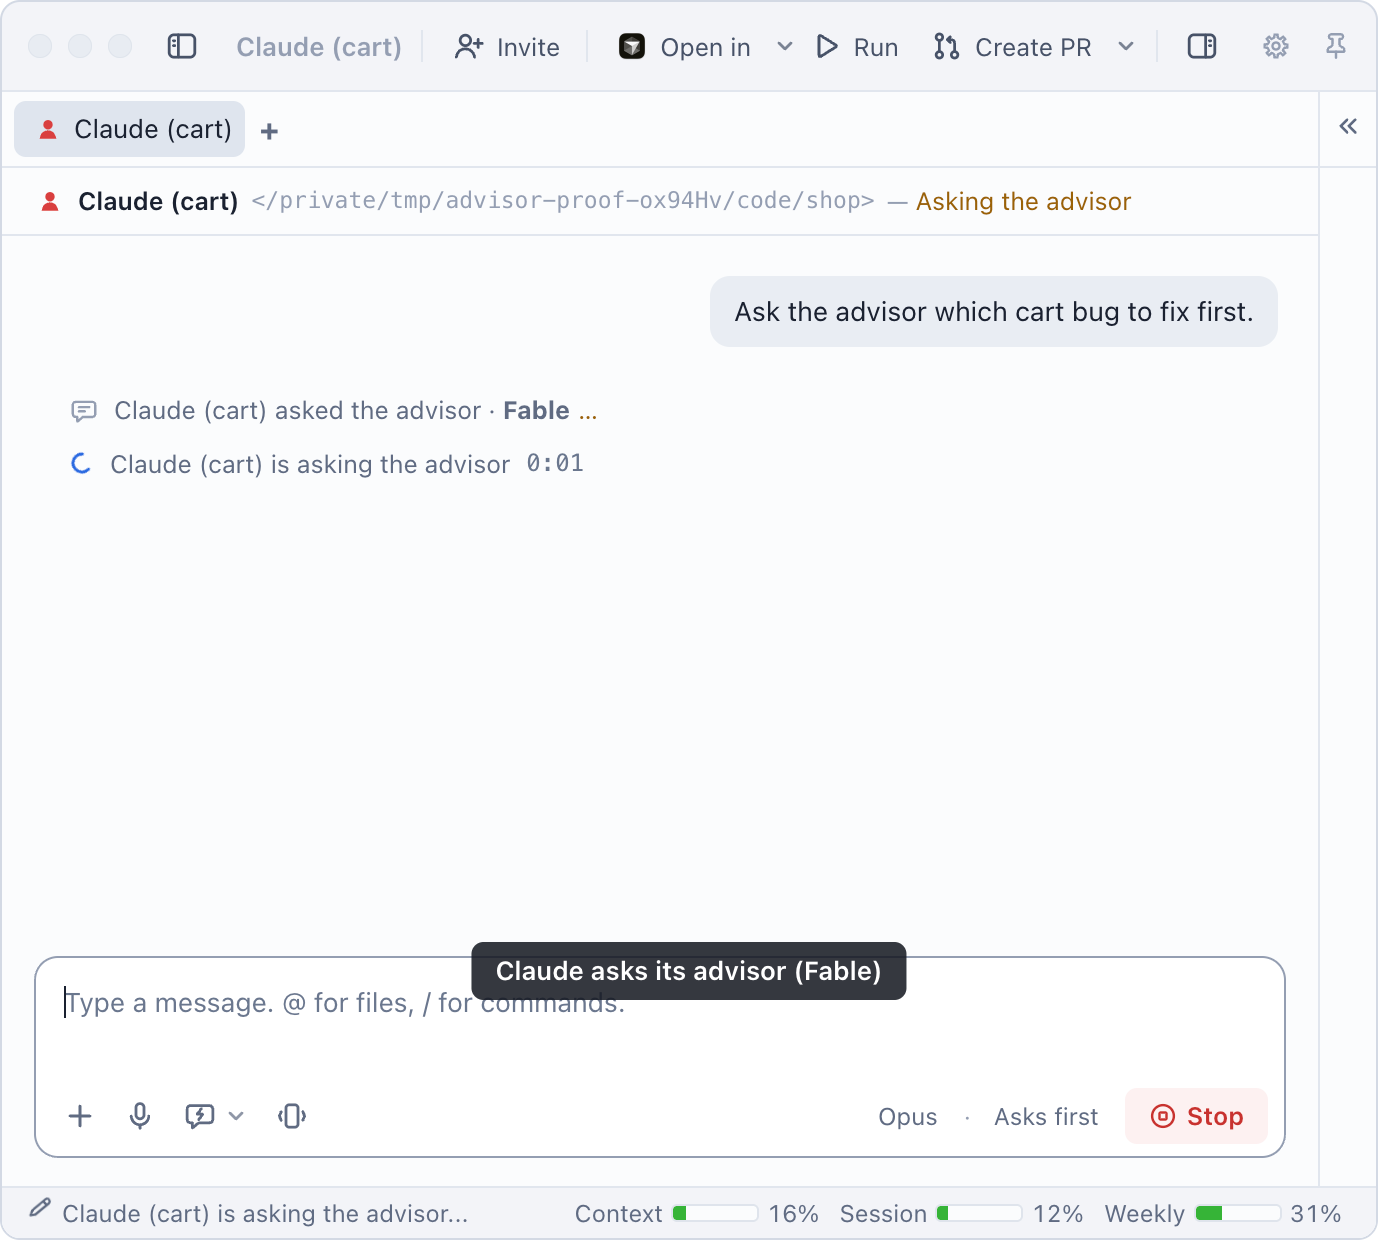 Claude (cart) Invite Open in Run Create PR
Claude (cart) +
Claude (cart) </private/tmp/advisor-proof-ox94Hv/code/shop> — Asking the advisor
Ask the advisor which cart bug to fix first.
Claude (cart) asked the advisor · Fable ...
Claude (cart) is asking the advisor 0:01
Claude asks its advisor (Fable)
Type a message. @ for files, / for commands.
Opus · Asks first Stop
Claude (cart) is asking the advisor... Context 16% Session 12% Weekly 31%